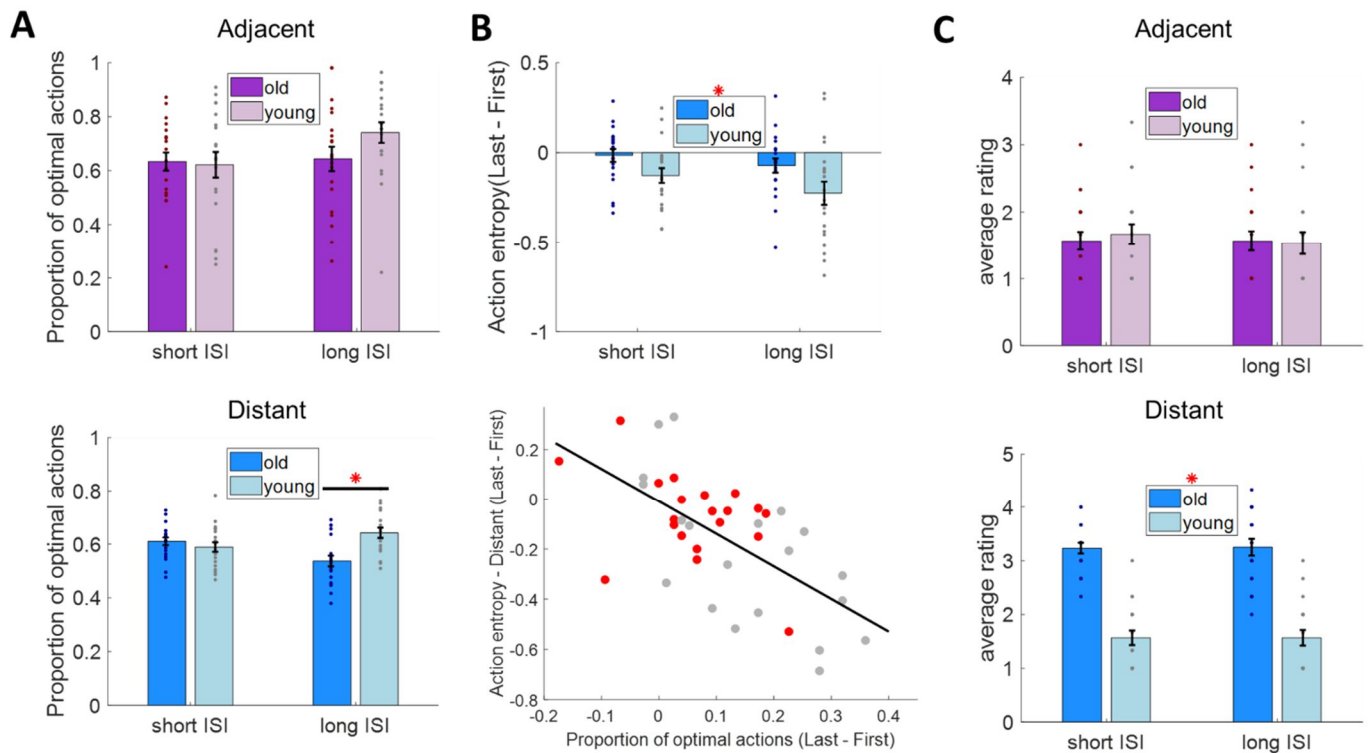 A
Adjacent
Proportion of optimal actions
1
0.8
0.6
0.4
0.2
0
old
young
short ISI
long ISI
Distant
Proportion of optimal actions
1
0.8
0.6
0.4
0.2
0
old
young
*
short ISI
long ISI
B
Action entropy(Last - First)
0.5
0
-0.5
-1
*
old
young
short ISI
long ISI
Action entropy - Distant (Last - First)
0.2
0
-0.2
-0.4
-0.6
-0.8
-0.2
-0.1
0
0.1
0.2
0.3
0.4
Proportion of optimal actions (Last - First)
C
Adjacent
average rating
4
3
2
1
0
old
young
short ISI
long ISI
Distant
average rating
5
4
3
2
1
0
*
old
young
short ISI
long ISI